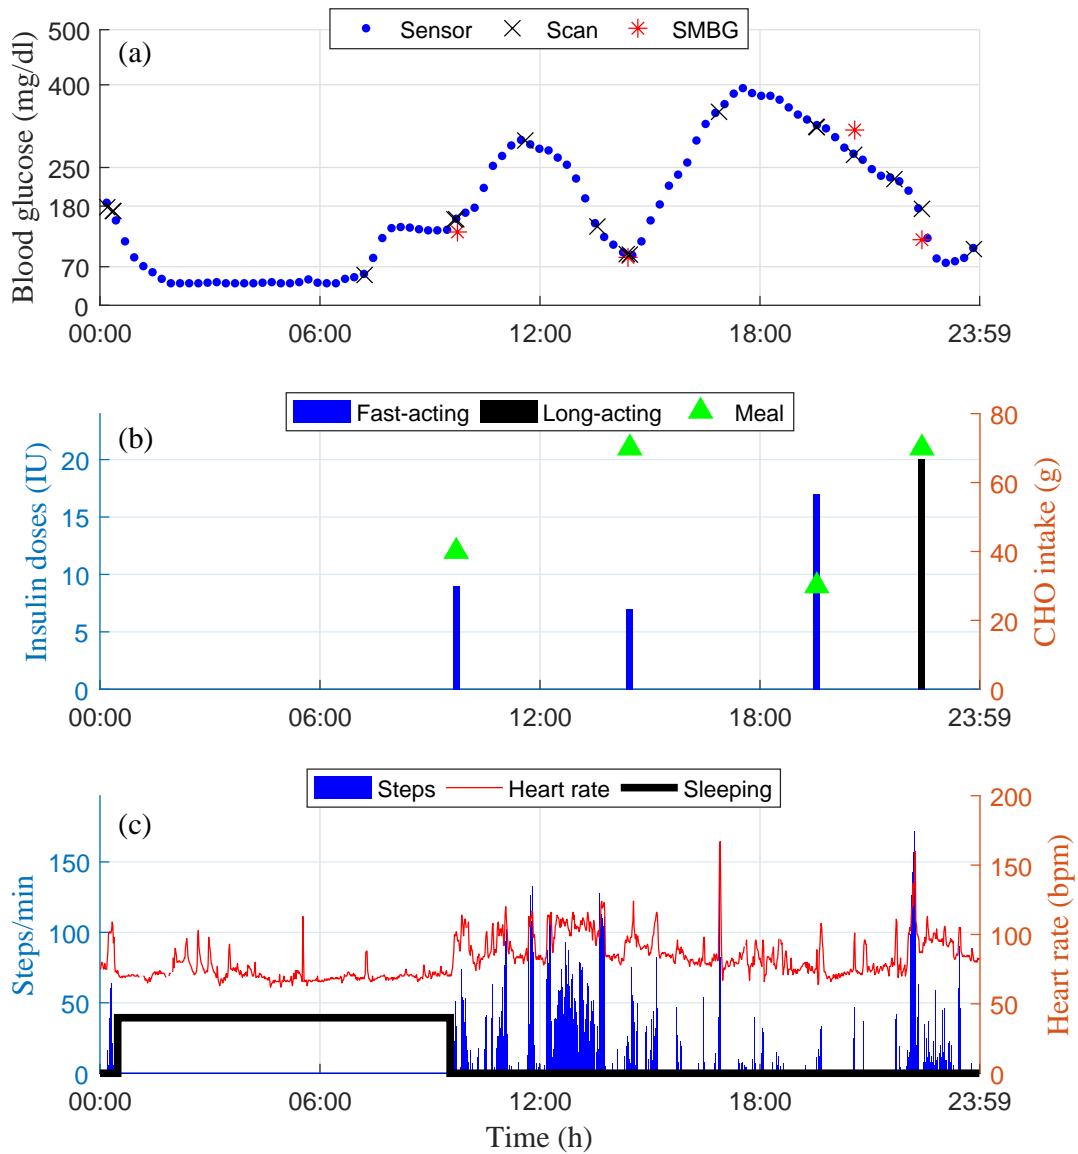 Sensor Scan SMBG
(a)
Blood glucose (mg/dl)
500
400
250
180
70
0
00:00 06:00 12:00 18:00 23:59
Fast-acting Long-acting Meal
(b)
Insulin doses (IU)
20
15
10
5
0
CHO intake (g)
80
60
40
20
0
00:00 06:00 12:00 18:00 23:59
Steps Heart rate Sleeping
(c)
Steps/min
150
100
50
0
Heart rate (bpm)
200
150
100
50
0
00:00 06:00 12:00 18:00 23:59
Time (h)